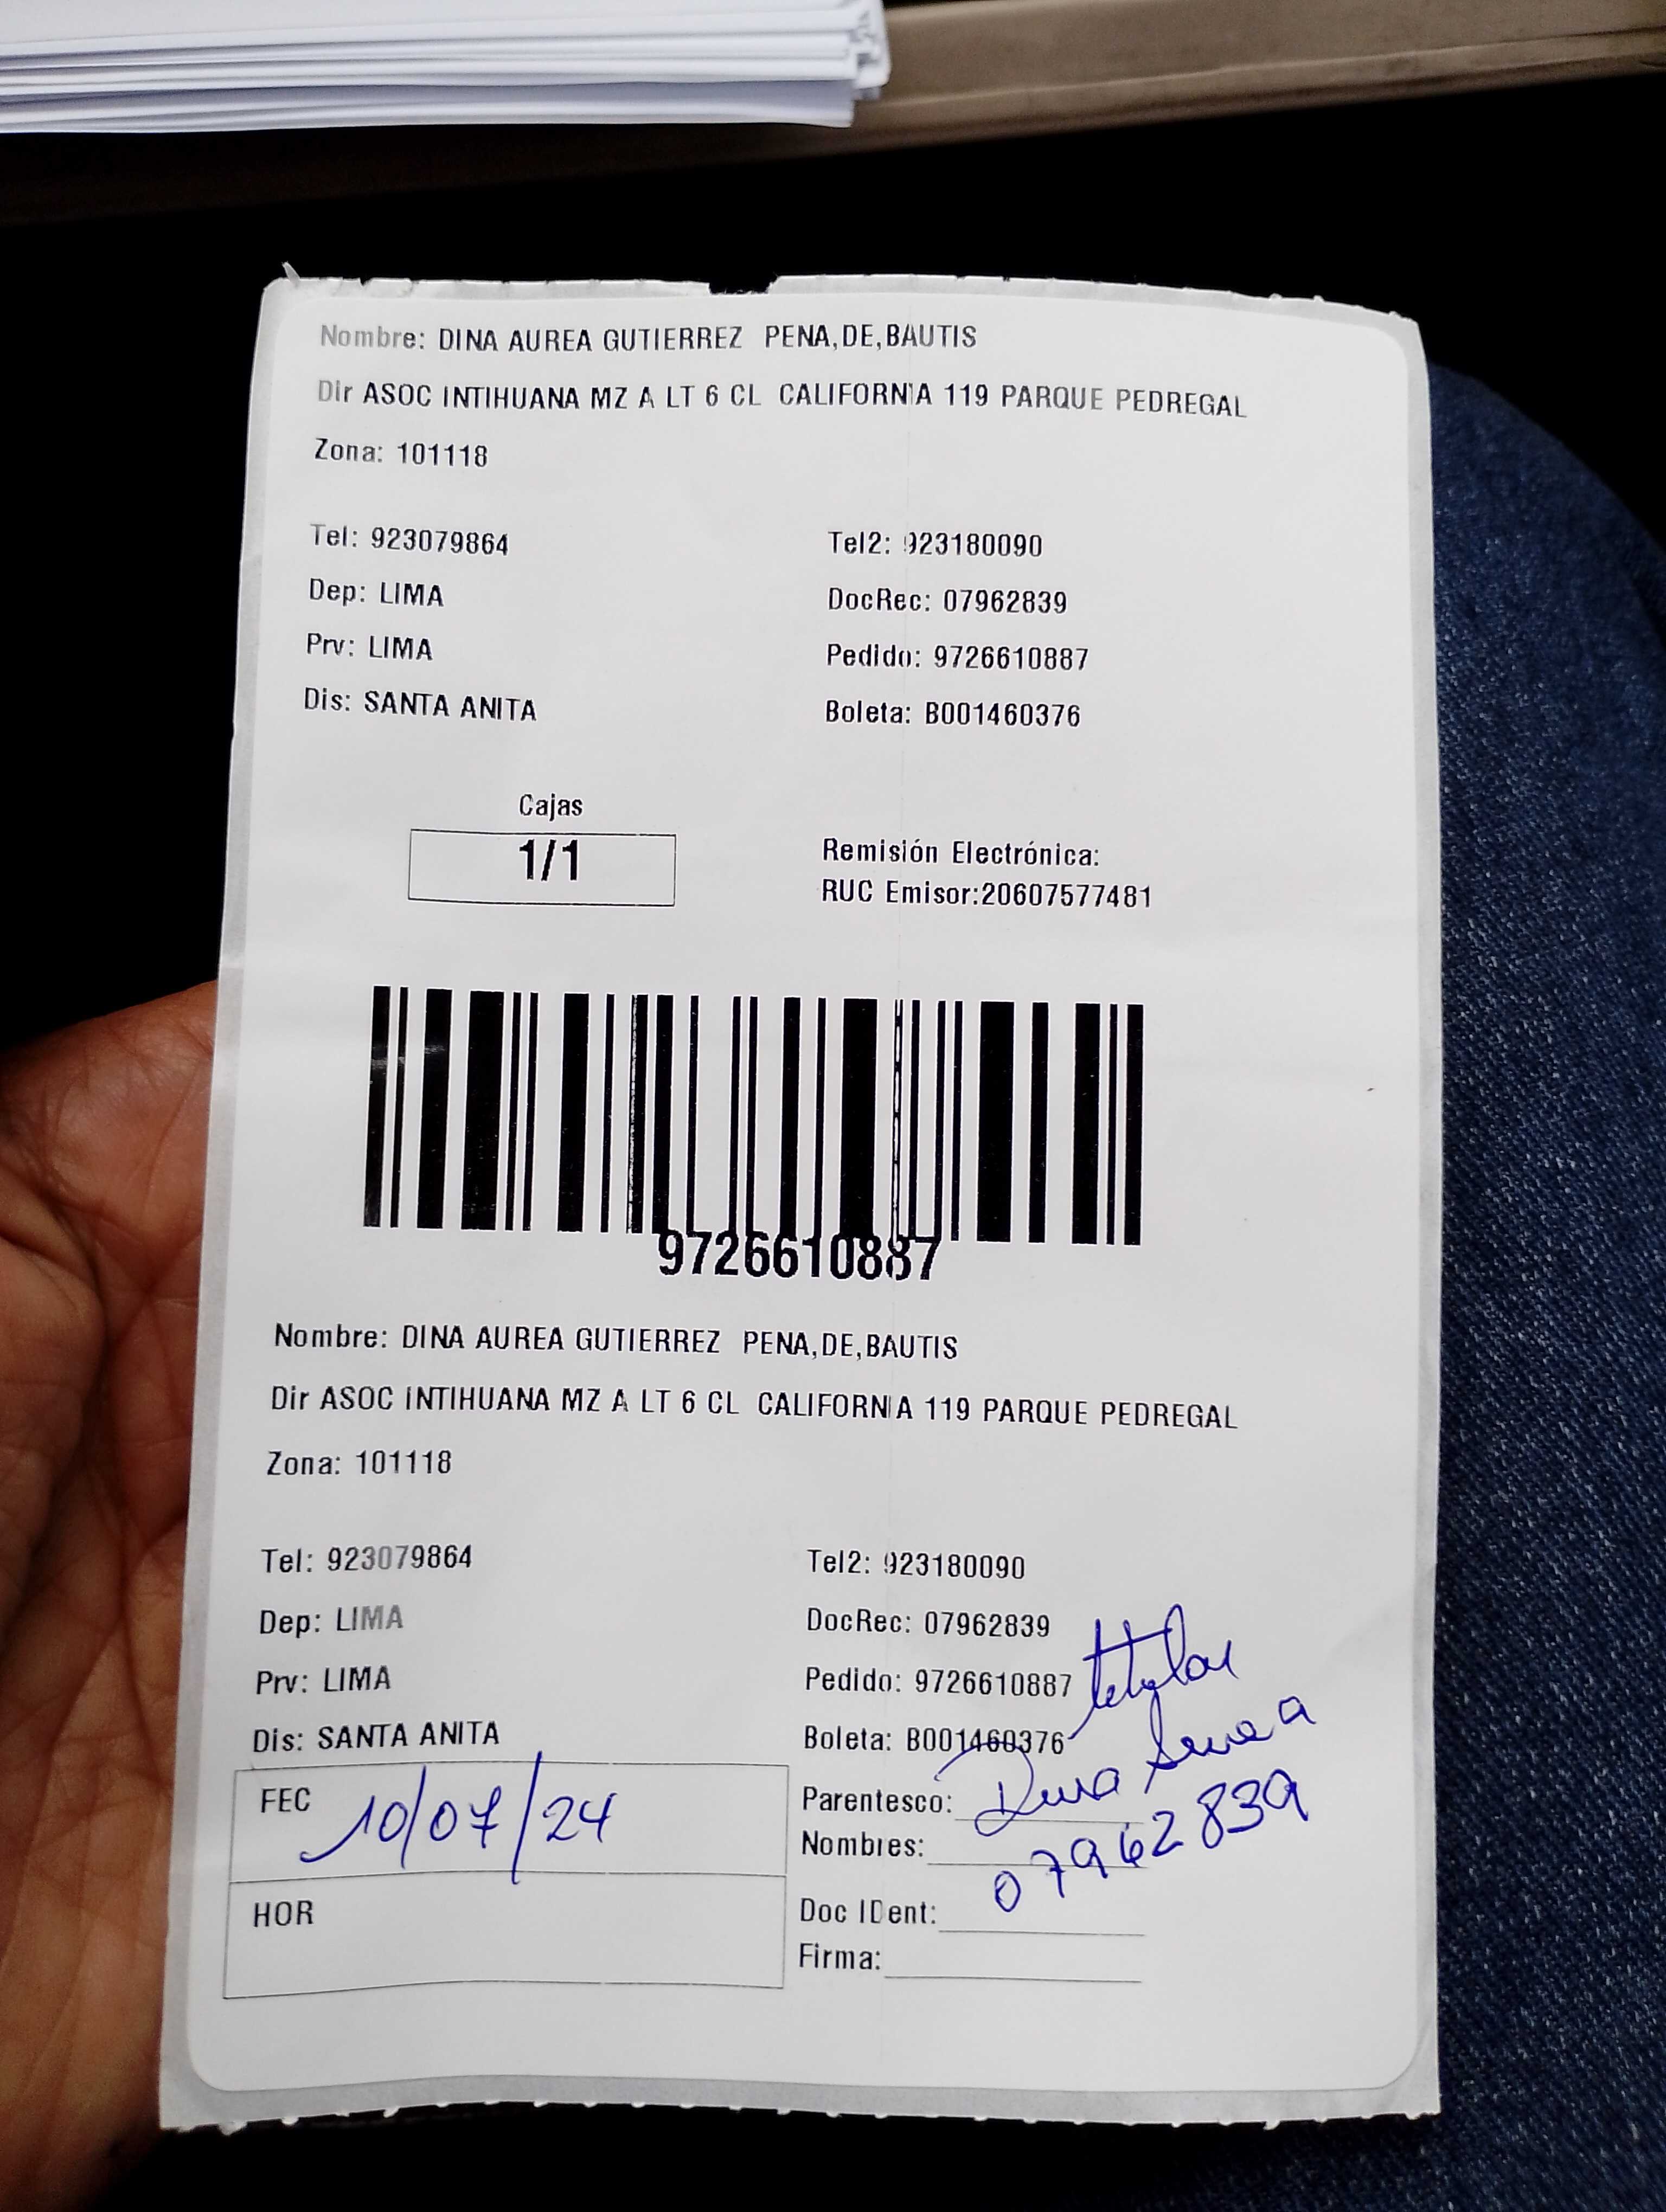 Nombre: DINA AUREA GUTIERREZ PENA,DE,BAUTIS
Dir ASOC INTIHUANA MZ A LT 6 CL CALIFORNIA 119 PARQUE PEDREGAL
Zona: 101118
Tel: 923079864 Tel2: 923180090
Dep: LIMA DocRec: 07962839
Prv: LIMA Pedido: 9726610887
Dis: SANTA ANITA Boleta: B001460376
Cajas
1/1
Remisión Electrónica:
RUC Emisor:20607577481
9726610887
Nombre: DINA AUREA GUTIERREZ PENA,DE,BAUTIS
Dir ASOC INTIHUANA MZ A LT 6 CL CALIFORNIA 119 PARQUE PEDREGAL
Zona: 101118
Tel: 923079864 Tel2: 923180090
Dep: LIMA DocRec: 07962839
Prv: LIMA Pedido: 9726610887 titular
Dis: SANTA ANITA Boleta: B001460376
FEC 10/07/24
HOR
Parentesco: Dina
Nombres: 07962839
Doc IDent:
Firma: